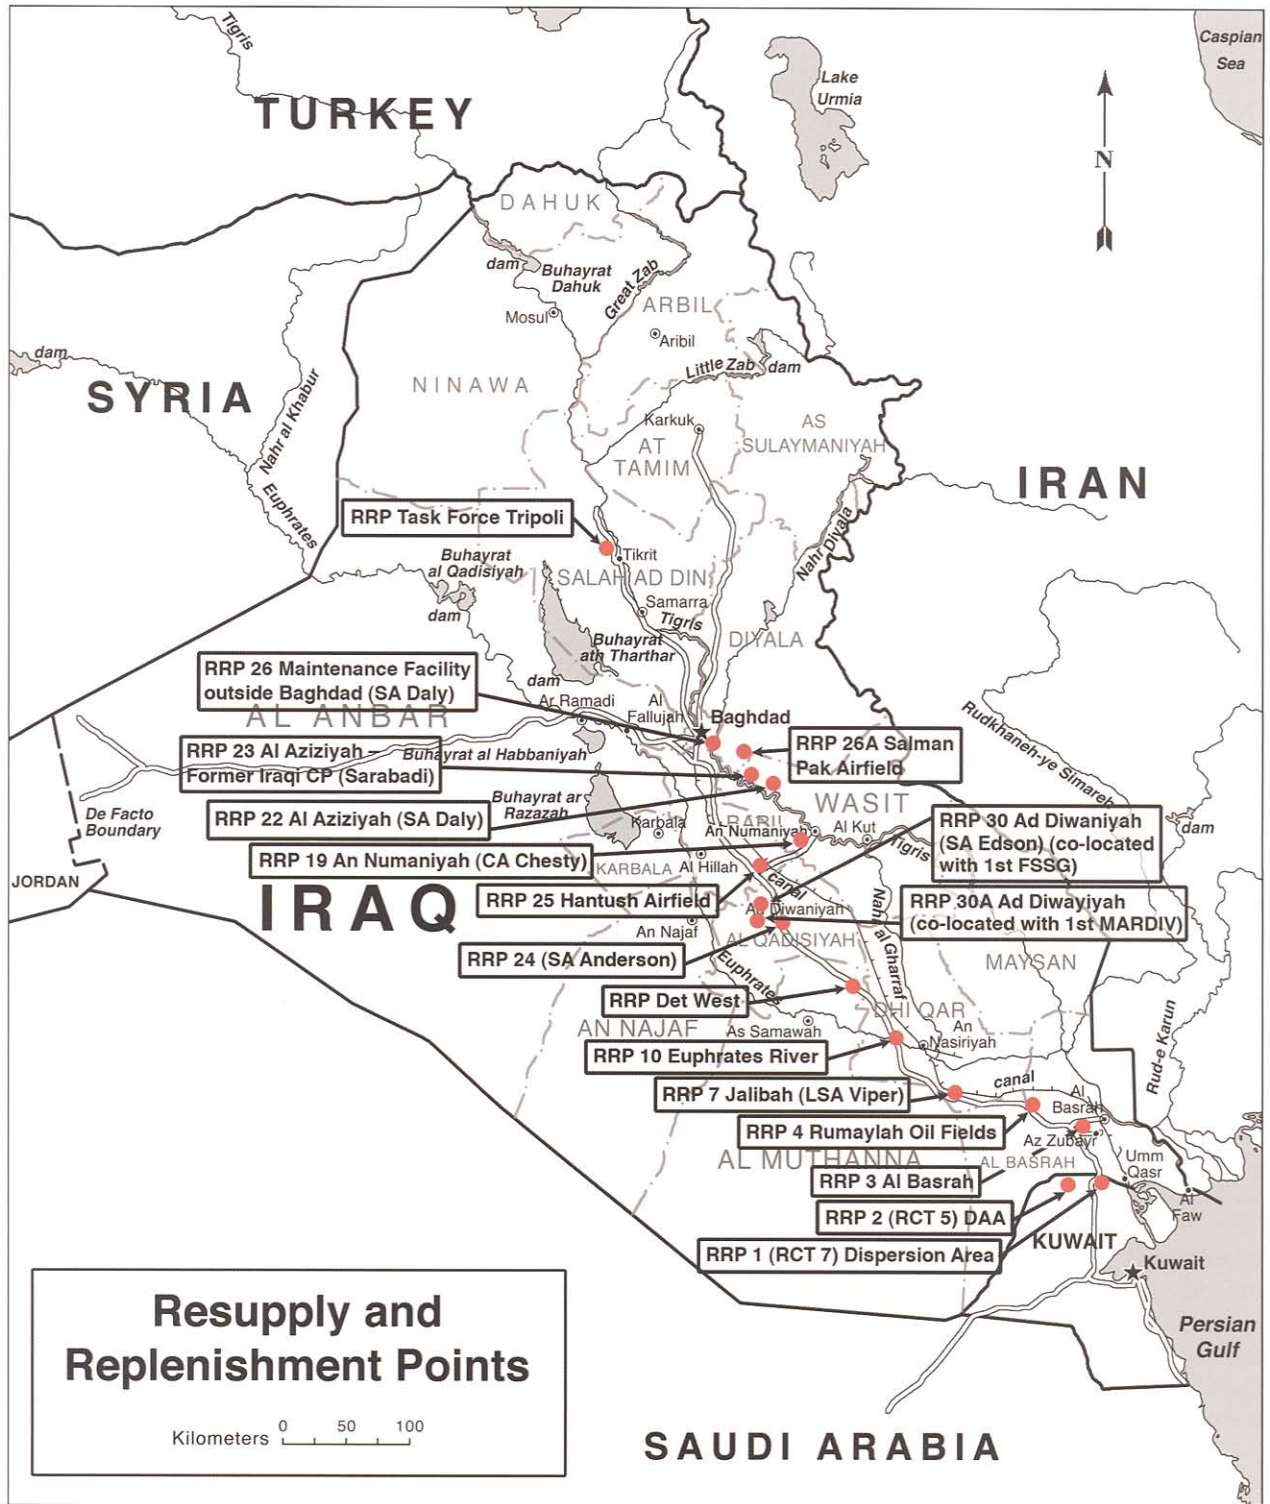 Tigris
Caspian
Sea
TURKEY
Lake
Urmia
N
DAHUK
dam
Buhayrat
Dahuk
Great Zab
ARBIL
Mosul
Aribil
dam
Little Zab
dam
SYRIA
NINAWA
Nahr al Khabur
Karkuk
AT
TAMIM
AS
SULAYMANIYAH
IRAN
Euphrates
RRP Task Force Tripoli
Nahr Diyala
Buhayrat
al Qadisiyah
Tikrit
SALAH AD DIN
dam
Samarra
Tigris
Buhayrat
ath Tharthar
DIYALA
RRP 26 Maintenance Facility
outside Baghdad (SA Daly)
dam
Ar Ramadi
Al
Fallujah
AL ANBAR
Baghdad
Rudkhaneh-ye Simareh
RRP 23 Al Aziziyah –
Former Iraqi CP (Sarabadi)
Buhayrat al Habbaniyah
RRP 26A Salman
Pak Airfield
De Facto
Boundary
Buhayrat ar
Razazah
WASIT
RRP 22 Al Aziziyah (SA Daly)
Karbala
BABIL
An Numaniyah
Al Kut
Tigris
RRP 30 Ad Diwaniyah
(SA Edson) (co-located
with 1st FSSG)
dam
RRP 19 An Numaniyah (CA Chesty)
KARBALA
Al Hillah
JORDAN
IRAQ
canal
RRP 25 Hantush Airfield
Ad Diwaniyah
Nahr al Gharraf
RRP 30A Ad Diwayiyah
(co-located with 1st MARDIV)
An Najaf
AL QADISIYAH
RRP 24 (SA Anderson)
Euphrates
MAYSAN
RRP Det West
DHI QAR
AN NAJAF
As Samawah
An
Nasiriyah
Rud-e Karun
RRP 10 Euphrates River
canal
RRP 7 Jalibah (LSA Viper)
Al
Basrah
RRP 4 Rumaylah Oil Fields
Az Zubayr
AL MUTHANNA
AL BASRAH
Umm
Qasr
RRP 3 Al Basrah
Al
Faw
RRP 2 (RCT 5) DAA
KUWAIT
RRP 1 (RCT 7) Dispersion Area
Kuwait
Resupply and
Replenishment Points
Kilometers 0 50 100
Persian
Gulf
SAUDI ARABIA